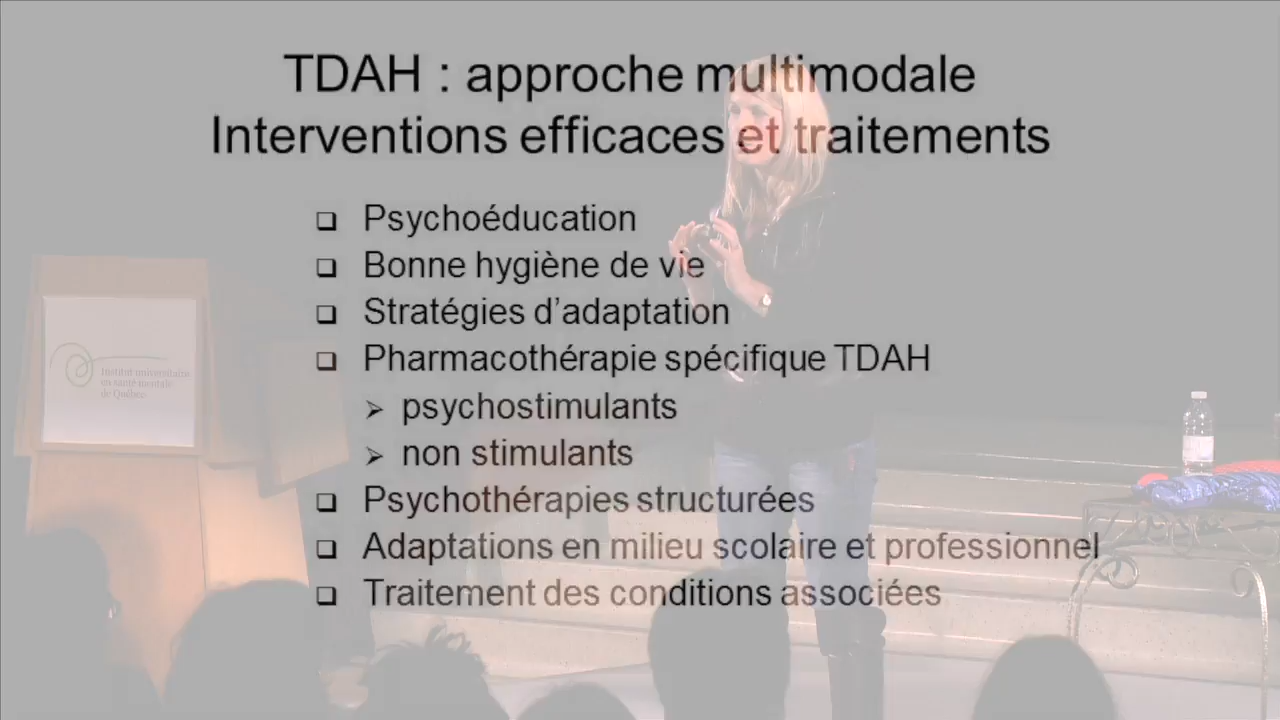 TDAH : approche multimodale
Interventions efficaces et traitements
❑ Psychoéducation
❑ Bonne hygiène de vie
❑ Stratégies d’adaptation
❑ Pharmacothérapie spécifique TDAH
➢ psychostimulants
➢ non stimulants
❑ Psychothérapies structurées
❑ Adaptations en milieu scolaire et professionnel
❑ Traitement des conditions associées
Institut universitaire
en santé mentale
de Québec